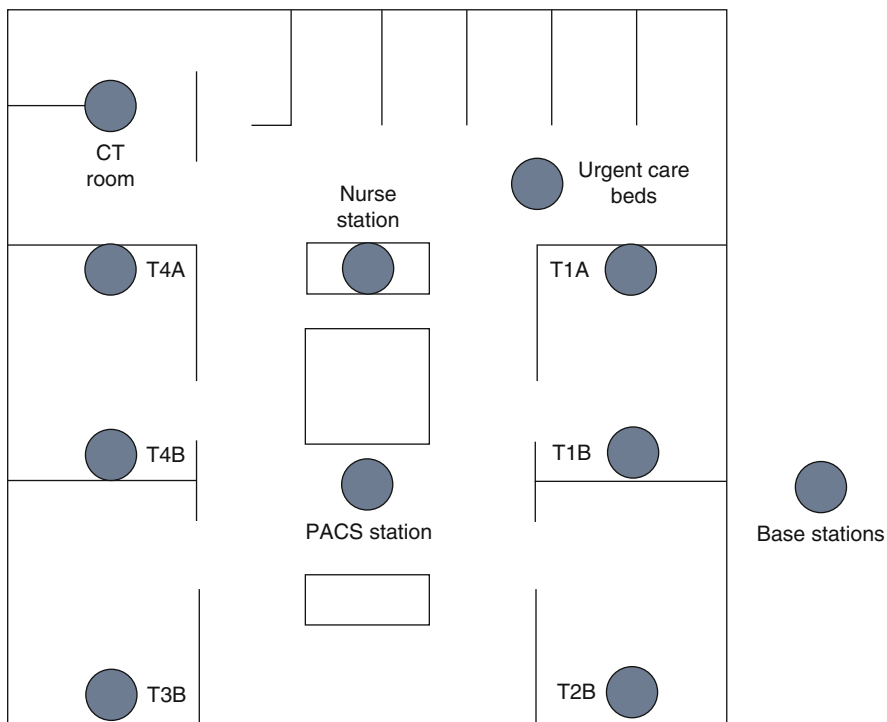 CT
room
Urgent care
beds
Nurse
station
T4A
T1A
T4B
T1B
PACS station
Base stations
T3B
T2B